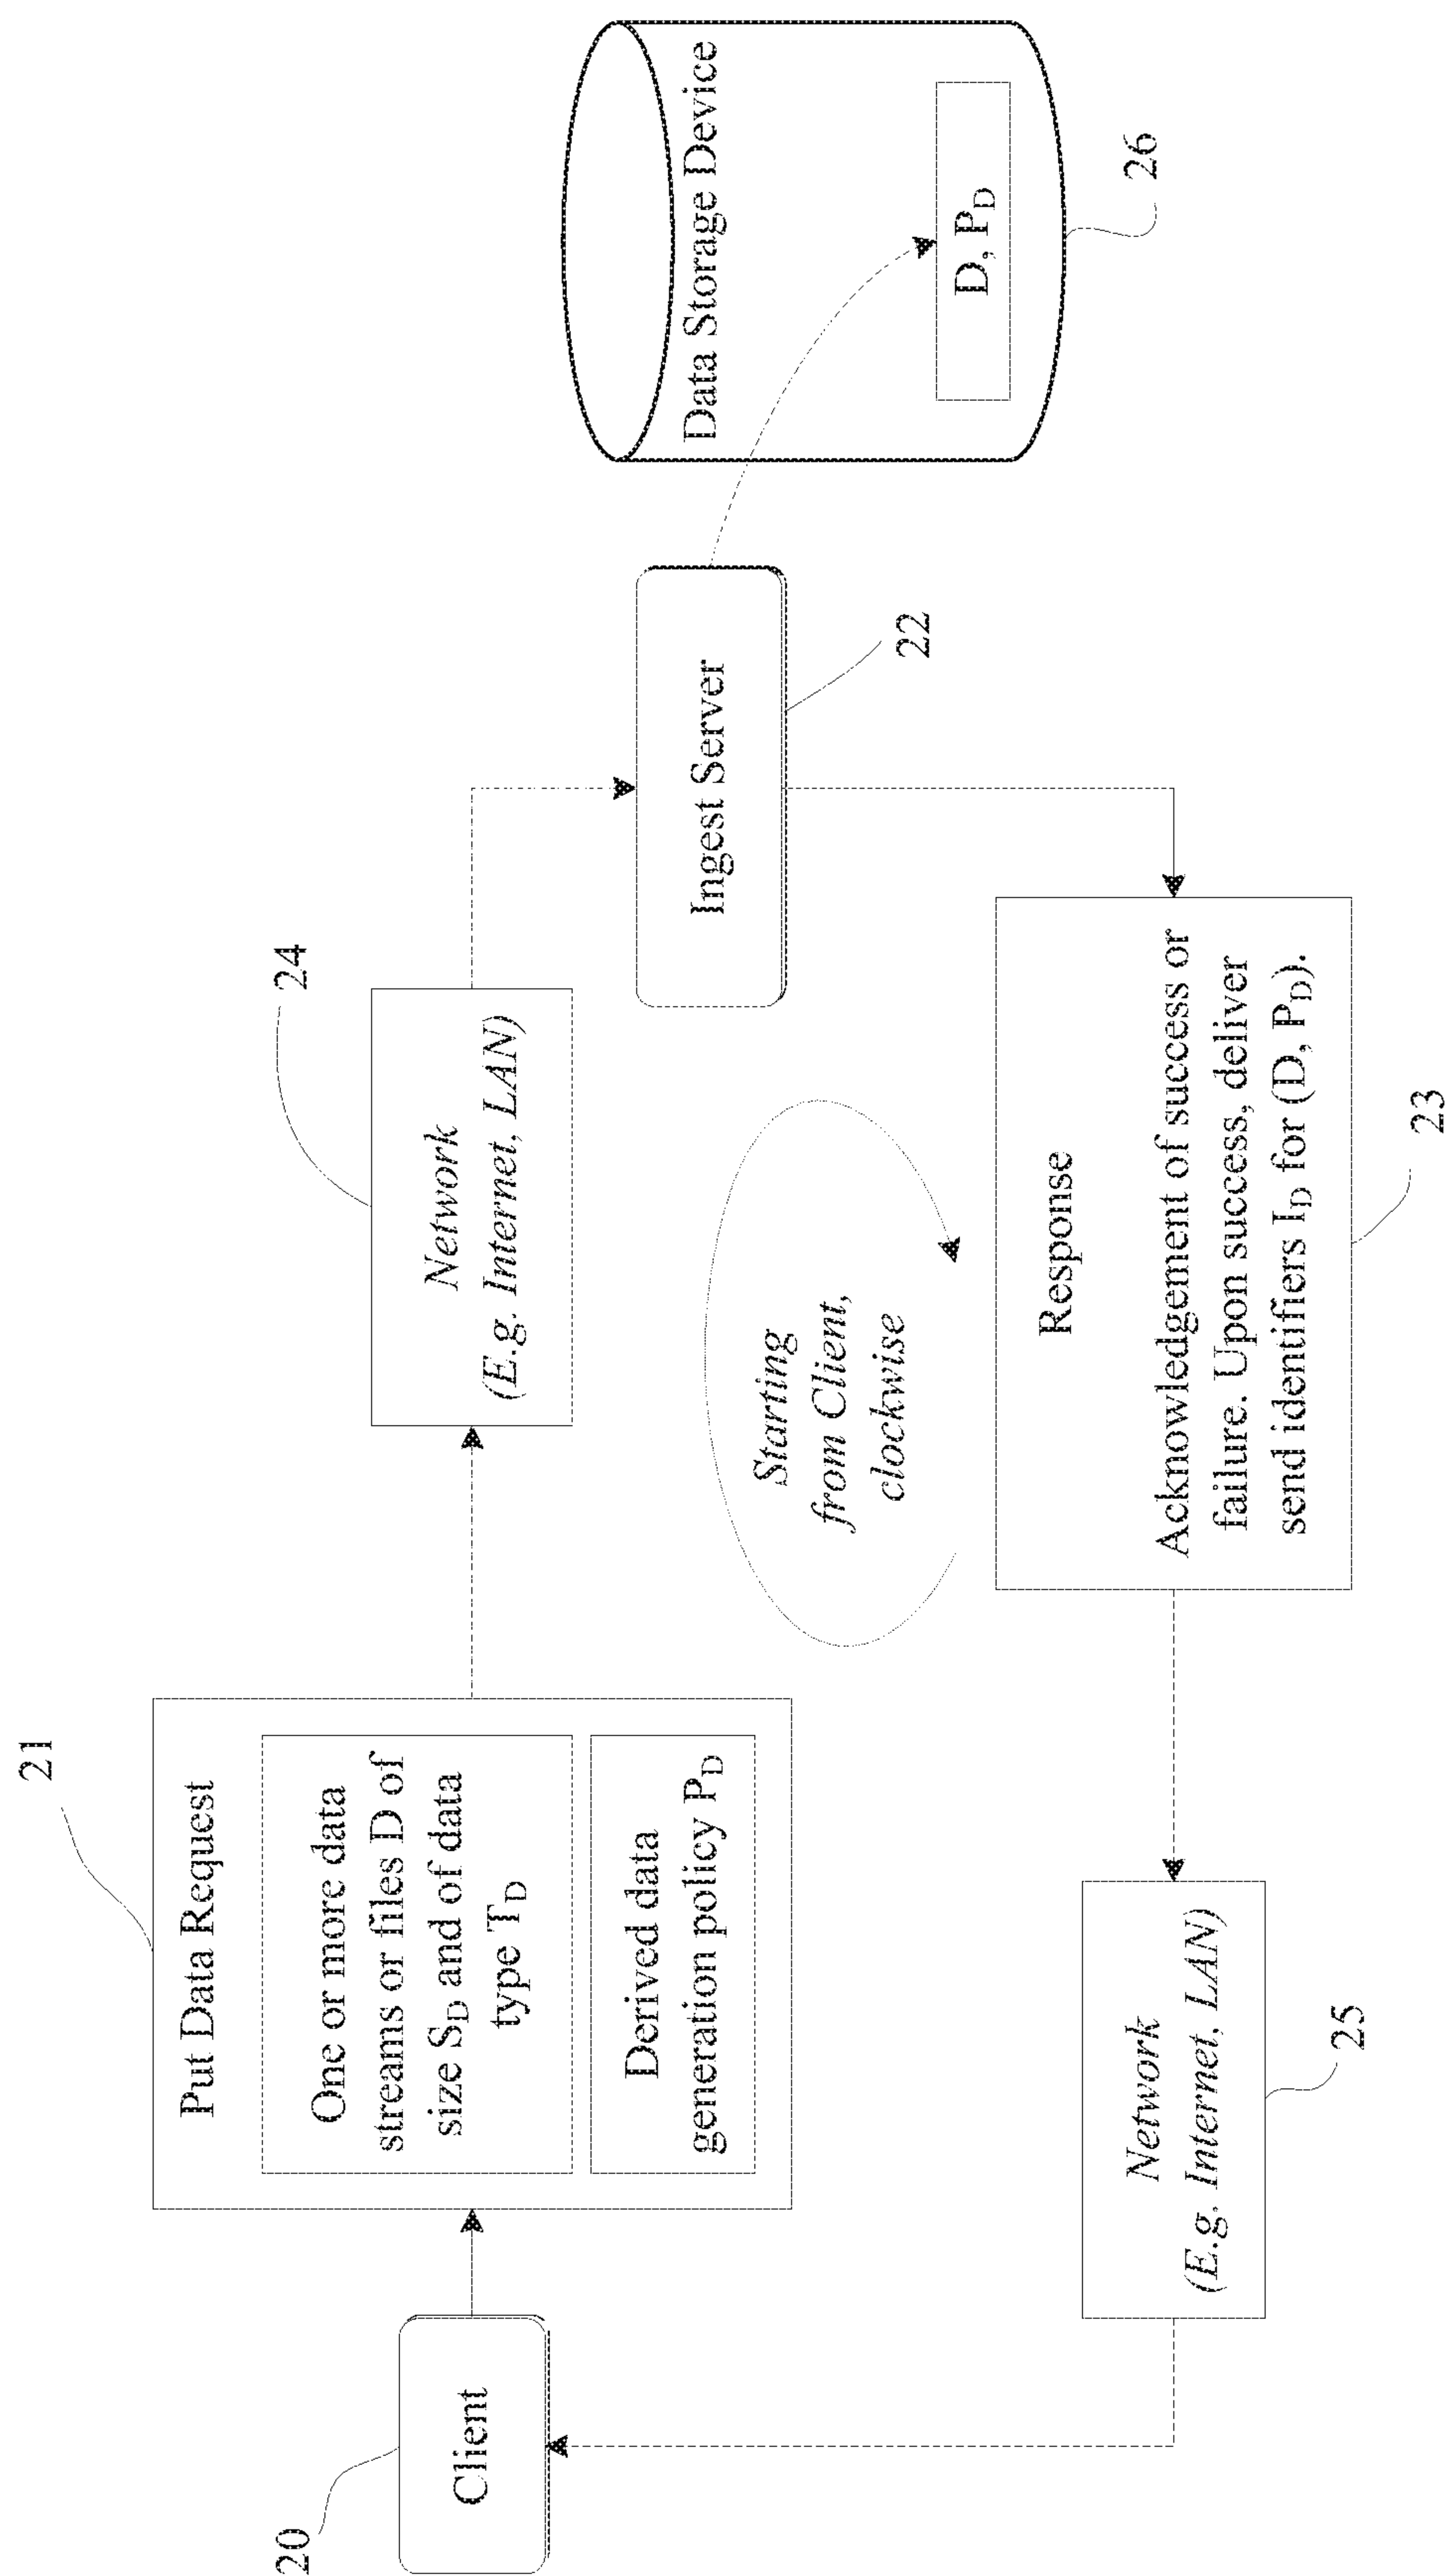 21
Put Data Request
One or more data
streams or files D of
size S_D and of data
type T_D
Derived data
generation policy P_D
20
Client
24
Network
(E.g. Internet, LAN)
Ingest Server
22
Data Storage Device
D, P_D
26
Starting
from Client,
clockwise
Response
Acknowledgement of success or
failure. Upon success, deliver
send identifiers I_D for (D, P_D).
23
Network
(E.g. Internet, LAN)
25